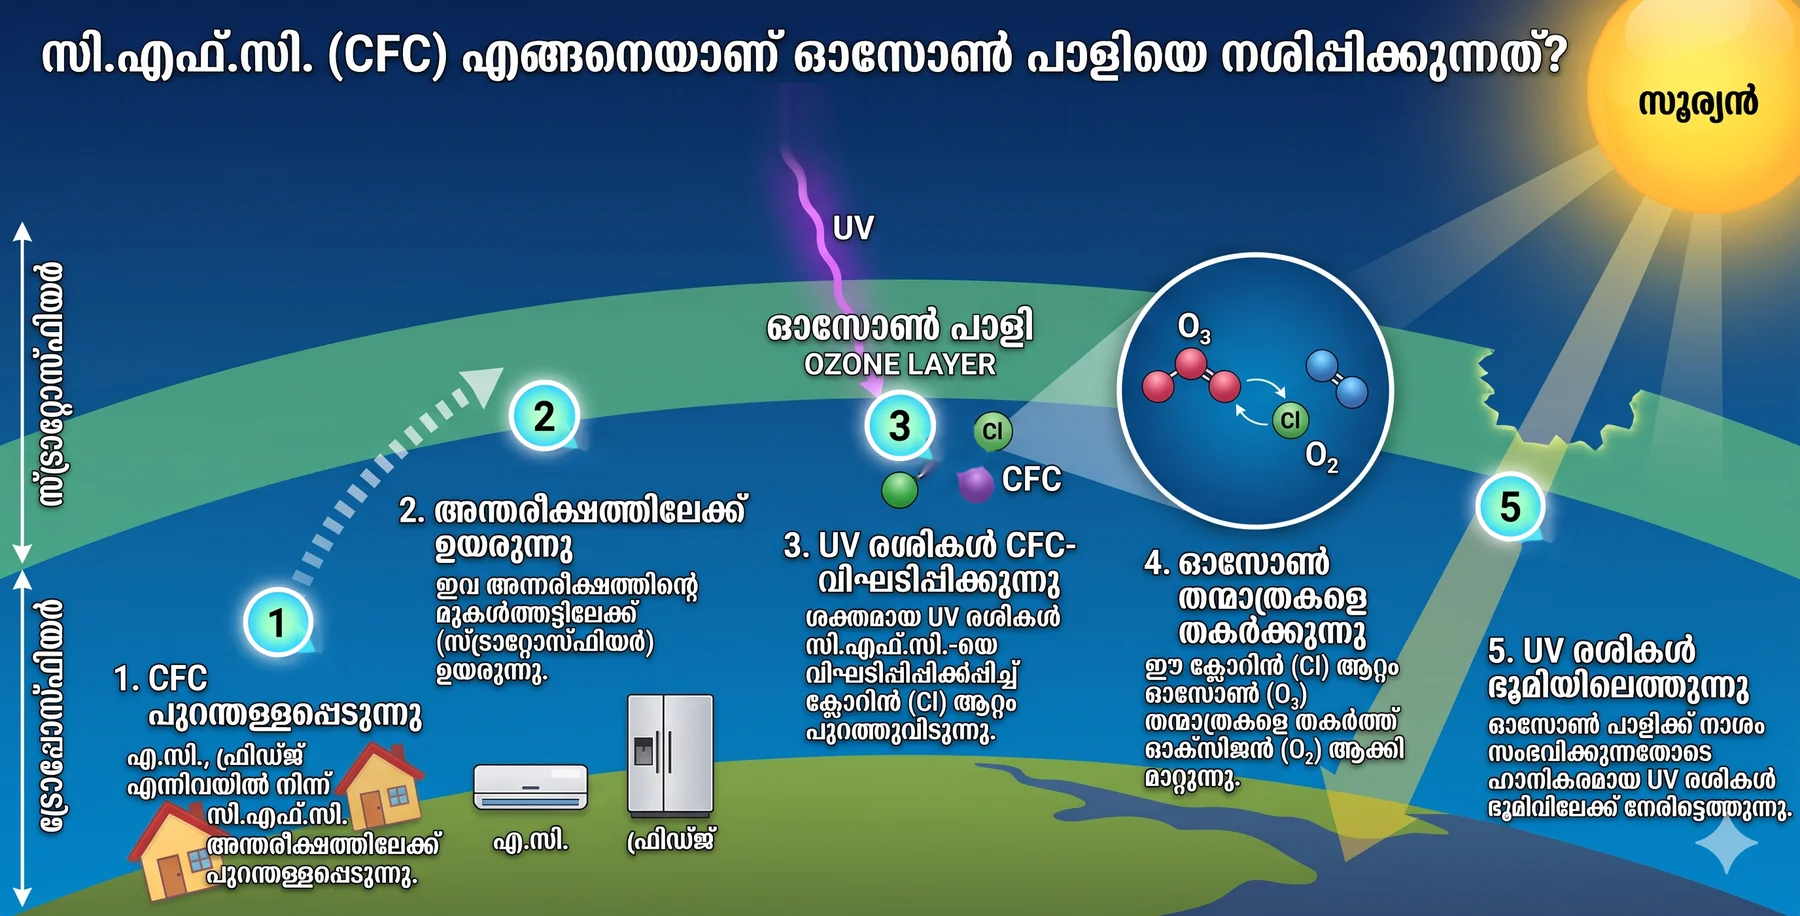 സി.എഫ്.സി. (CFC) എങ്ങനെയാണ് ഓസോൺ പാളിയെ നശിപ്പിക്കുന്നത്?
സൂര്യൻ
UV
സ്ട്രാറ്റോസ്ഫിയർ
ട്രോപ്പോസ്ഫിയർ
ഓസോൺ പാളി
OZONE LAYER
1
1. CFC
പുറന്തള്ളപ്പെടുന്നു
എ.സി., ഫ്രിഡ്ജ്
എന്നിവയിൽ നിന്ന്
സി.എഫ്.സി.
അന്തരീക്ഷത്തിലേക്ക്
പുറന്തള്ളപ്പെടുന്നു.
എ.സി.
ഫ്രിഡ്ജ്
2
2. അന്തരീക്ഷത്തിലേക്ക്
ഉയരുന്നു
ഇവ അന്നരീക്ഷത്തിന്റെ
മുകൾത്തട്ടിലേക്ക്
(സ്ട്രാറ്റോസ്ഫിയർ)
ഉയരുന്നു.
3
Cl
CFC
3. UV രശികൾ CFC-
വിഘടിപ്പിക്കുന്നു
ശക്തമായ UV രശികൾ
സി.എഫ്.സി.-യെ
വിഘടിപ്പിപ്പിക്കപ്പിച്ച്
ക്ലോറിൻ (Cl) ആറ്റം
പുറത്തുവിടുന്നു.
O₃
Cl
O₂
4. ഓസോൺ
തന്മാത്രകളെ
തകർക്കുന്നു
ഈ ക്ലോറിൻ (Cl) ആറ്റം
ഓസോൺ (O₃)
തന്മാത്രകളെ തകർത്ത്
ഓക്സിജൻ (O₂) ആക്കി
മാറ്റുന്നു.
5
5. UV രശികൾ
ഭൂമിയിലെത്തുന്നു
ഓസോൺ പാളിക്ക് നാശം
സംഭവിക്കുന്നതോടെ
ഹാനികരമായ UV രശികൾ
ഭൂമിവിലേക്ക് നേരിട്ടെത്തുന്നു.